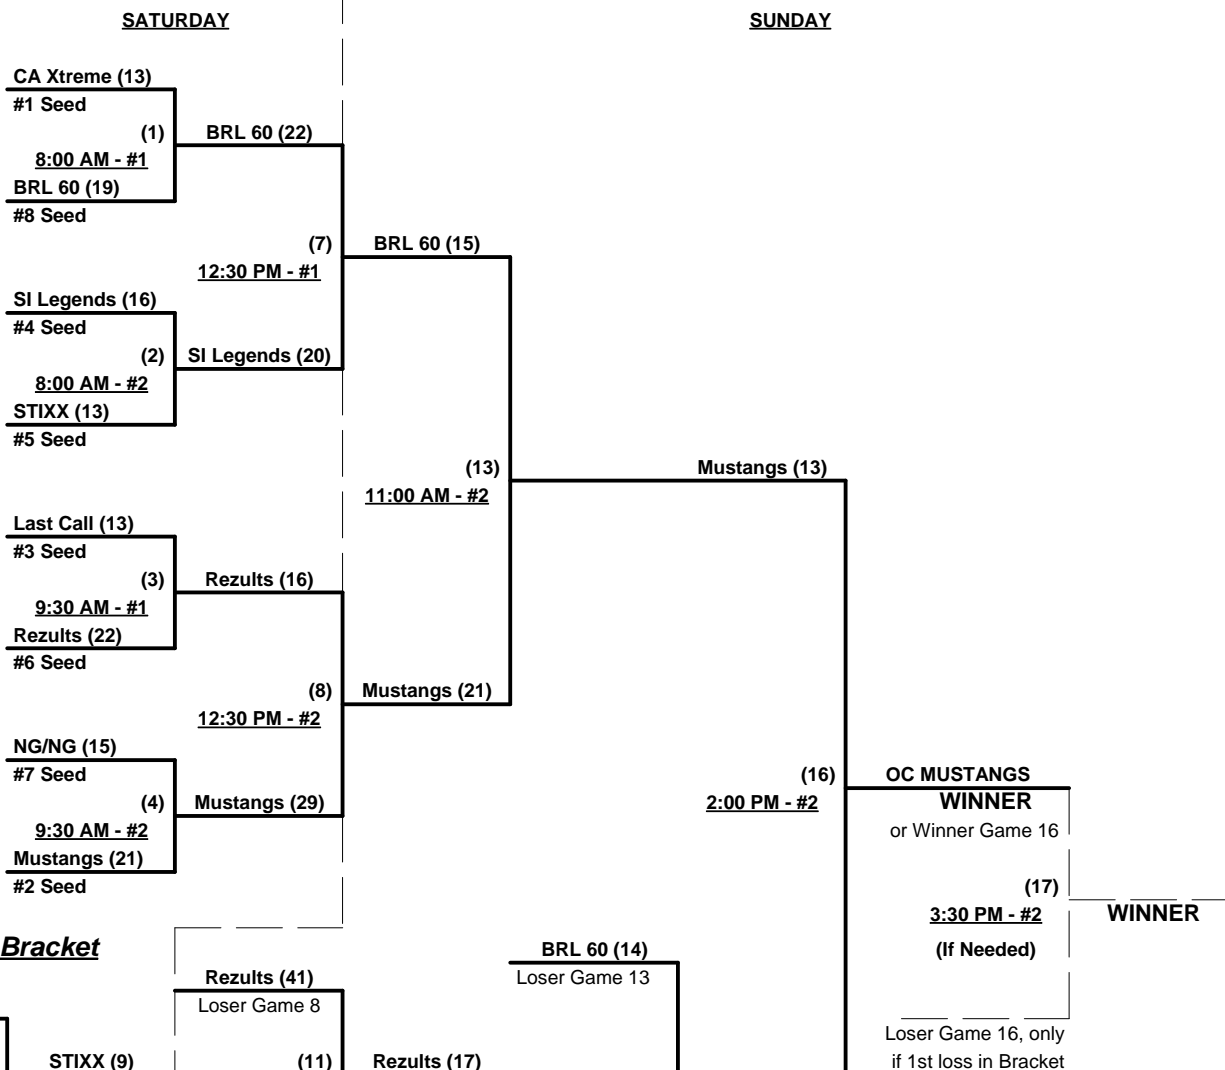 SATURDAY
SUNDAY
CA Xtreme (13)
#1 Seed
(1)
BRL 60 (22)
8:00 AM - #1
BRL 60 (19)
#8 Seed
(7)
BRL 60 (15)
12:30 PM - #1
SI Legends (16)
#4 Seed
(2)
SI Legends (20)
8:00 AM - #2
STIXX (13)
#5 Seed
(13)
Mustangs (13)
11:00 AM - #2
Last Call (13)
#3 Seed
(3)
Rezults (16)
9:30 AM - #1
Rezults (22)
#6 Seed
(8)
Mustangs (21)
12:30 PM - #2
NG/NG (15)
#7 Seed
(4)
Mustangs (29)
9:30 AM - #2
Mustangs (21)
#2 Seed
(16)
OC MUSTANGS
2:00 PM - #2
WINNER
or Winner Game 16
(17)
3:30 PM - #2
WINNER
(If Needed)
Bracket
BRL 60 (14)
Loser Game 13
Rezults (41)
Loser Game 8
Loser Game 16, only
if 1st loss in Bracket
STIXX (9)
(11)
Rezults (17)